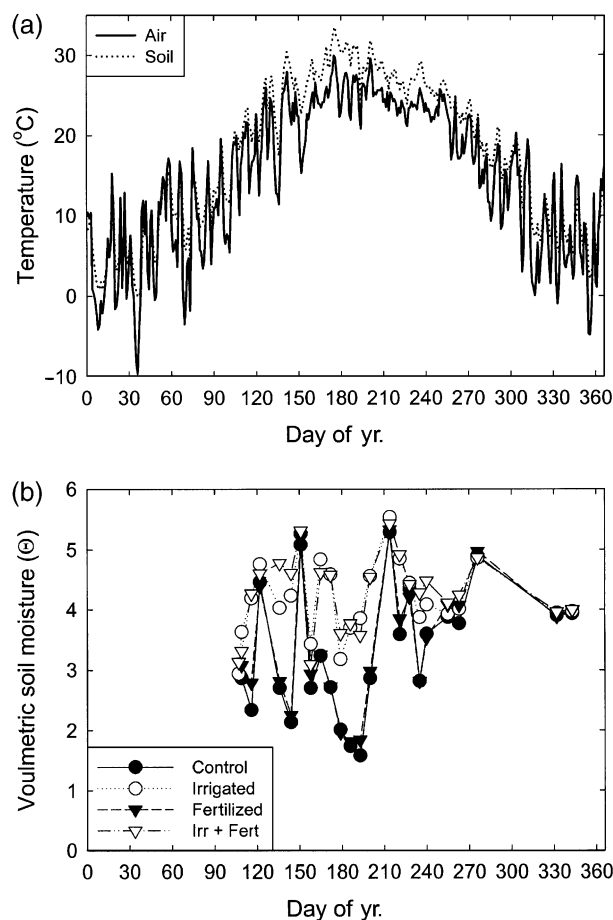 (a)
30
20
10
0
−10
Temperature (°C)
Air
Soil
0 30 60 90 120 150 180 210 240 270 300 330 360
Day of yr.
(b)
6
5
4
3
2
1
0
Voulmetric soil moisture (Θ)
Control
Irrigated
Fertilized
Irr + Fert
0 30 60 90 120 150 180 210 240 270 300 330 360
Day of yr.